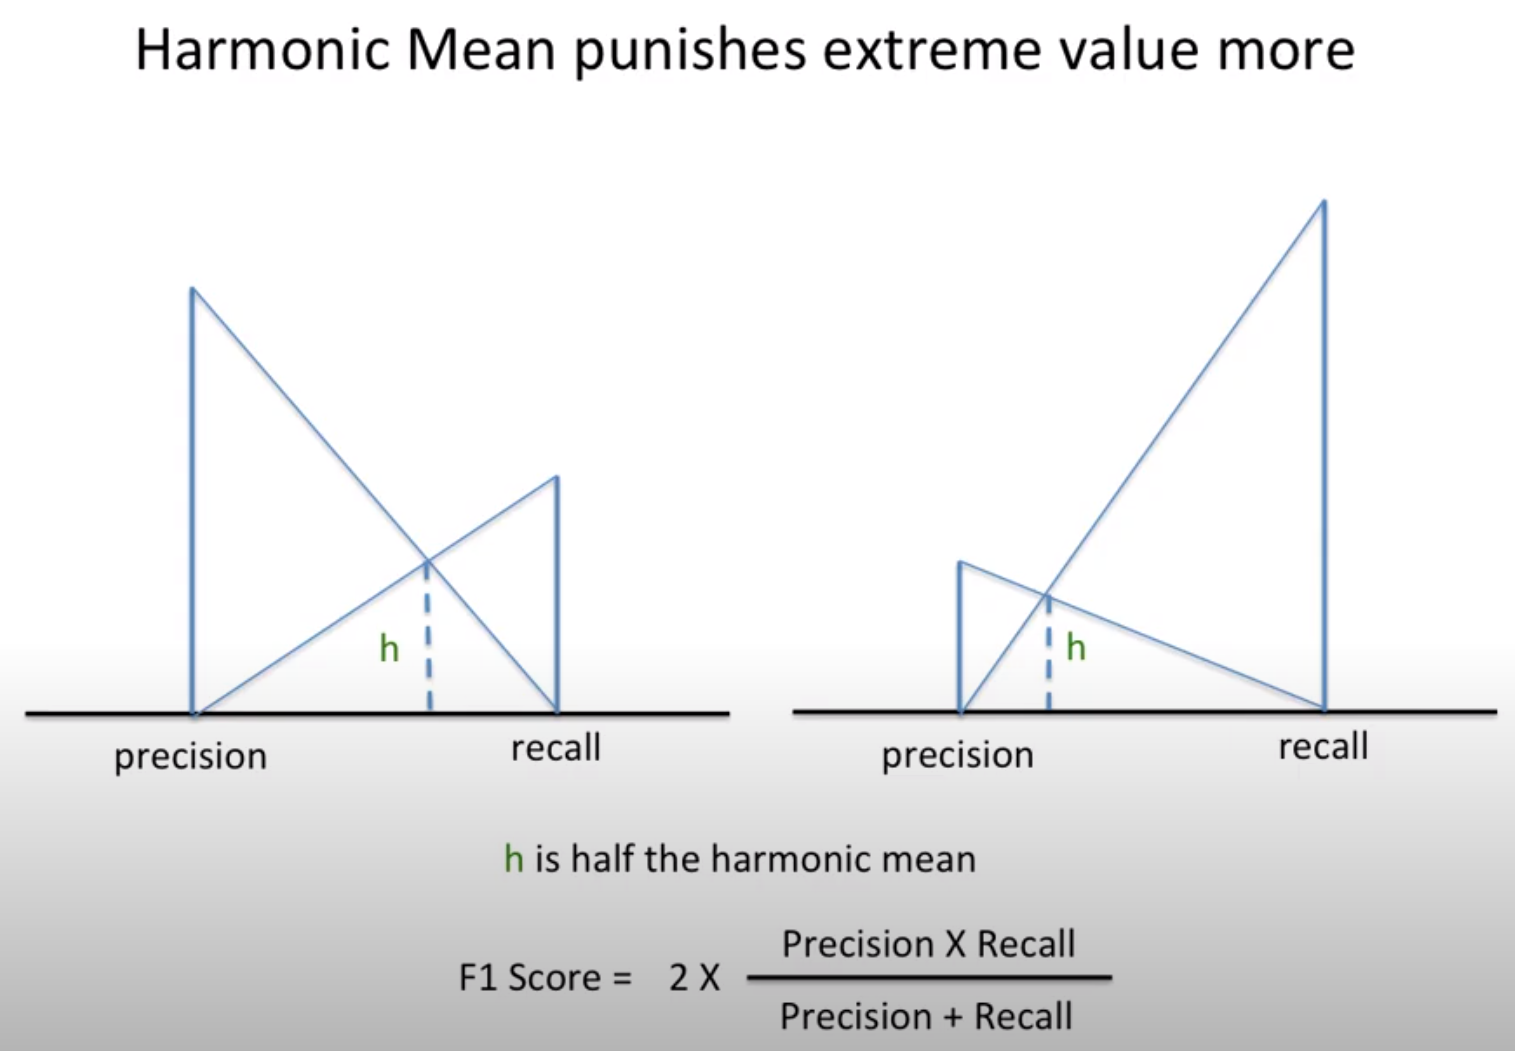 Harmonic Mean punishes extreme value more
h
h
precision
recall
precision
recall
h is half the harmonic mean
F1 Score = 2 X
Precision X Recall
Precision + Recall